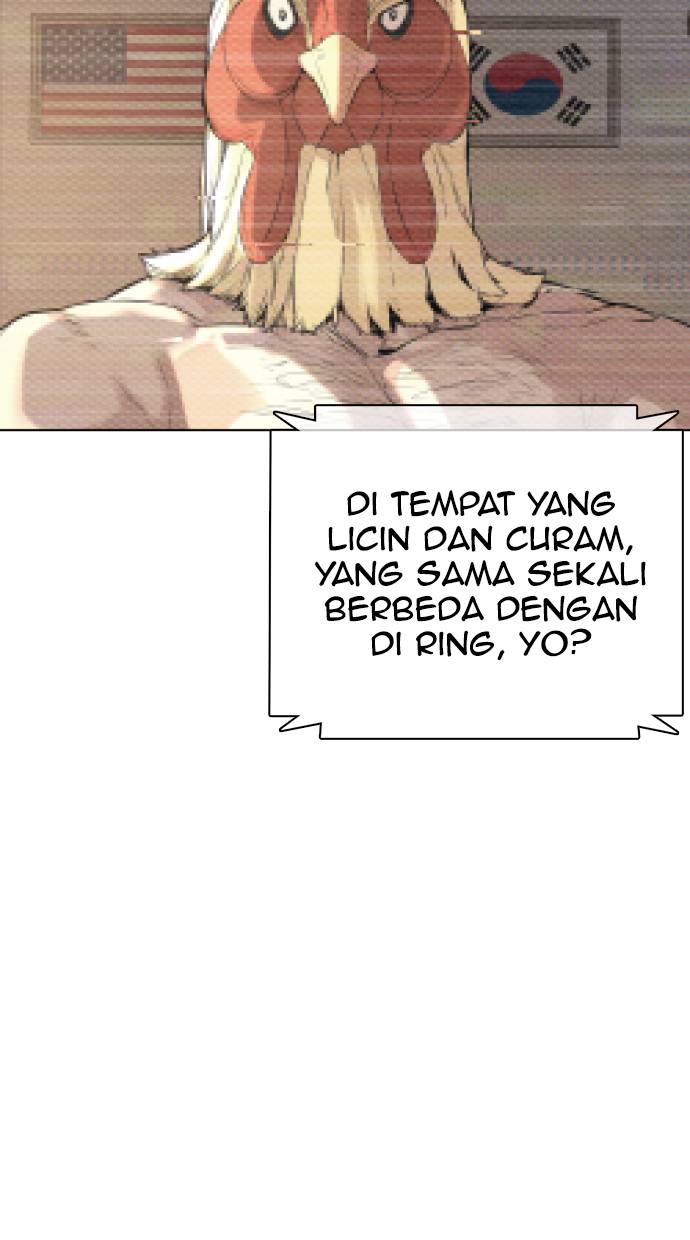 DI TEMPAT YANG
LICIN DAN CURAM,
YANG SAMA SEKALI
BERBEDA DENGAN
DI RING, YO?